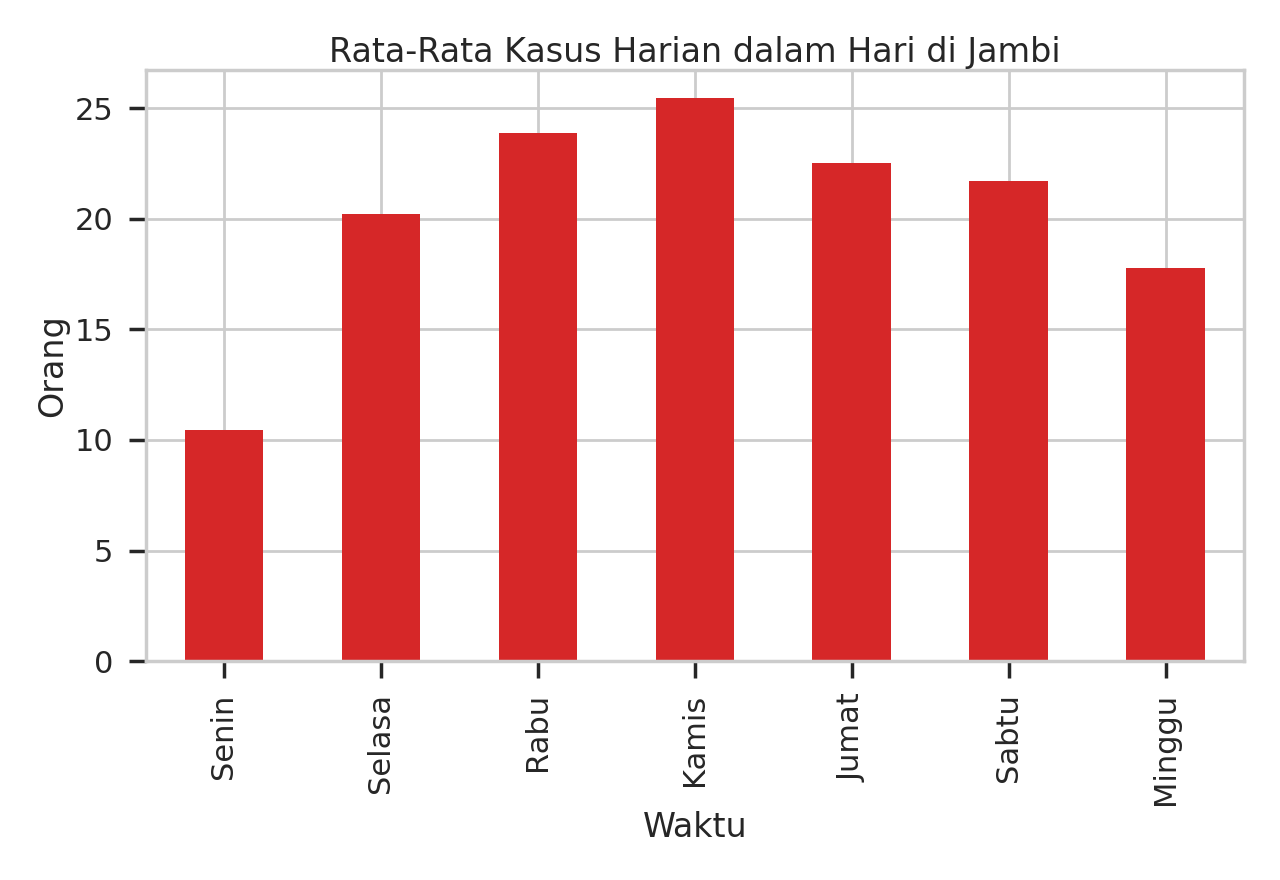 Rata-Rata Kasus Harian dalam Hari di Jambi
Orang
25
20
15
10
5
0
Senin
Selasa
Rabu
Kamis
Jumat
Sabtu
Minggu
Waktu